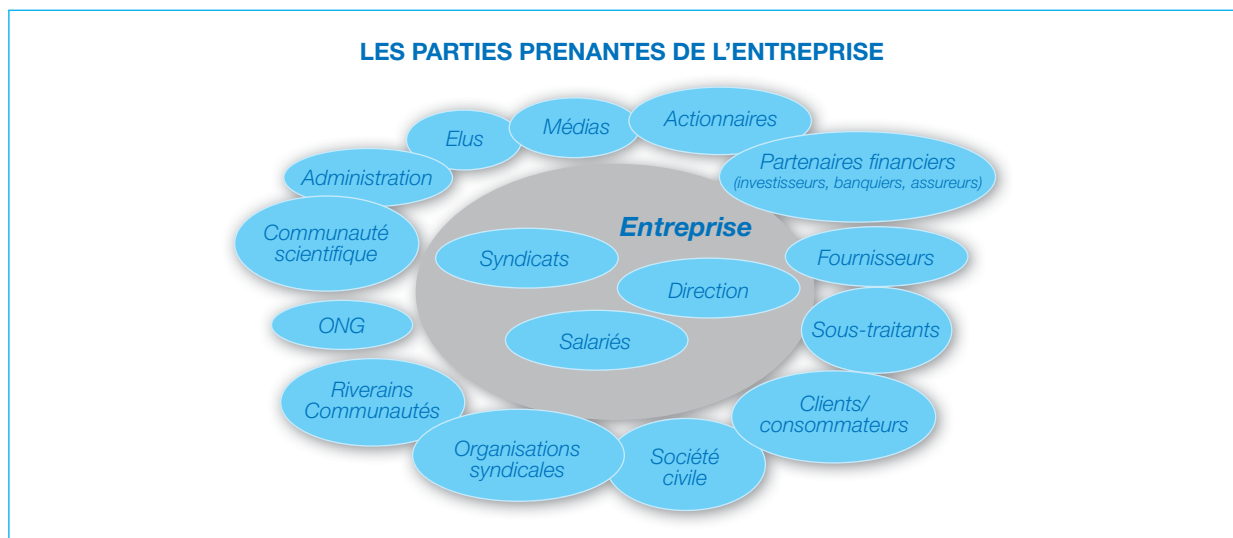 LES PARTIES PRENANTES DE L'ENTREPRISE
Elus
Médias
Actionnaires
Partenaires financiers
(investisseurs, banquiers, assureurs)
Administration
Communauté
scientifique
Entreprise
Syndicats
Direction
Salariés
Fournisseurs
ONG
Sous-traitants
Riverains
Communautés
Clients/
consommateurs
Organisations
syndicales
Société
civile